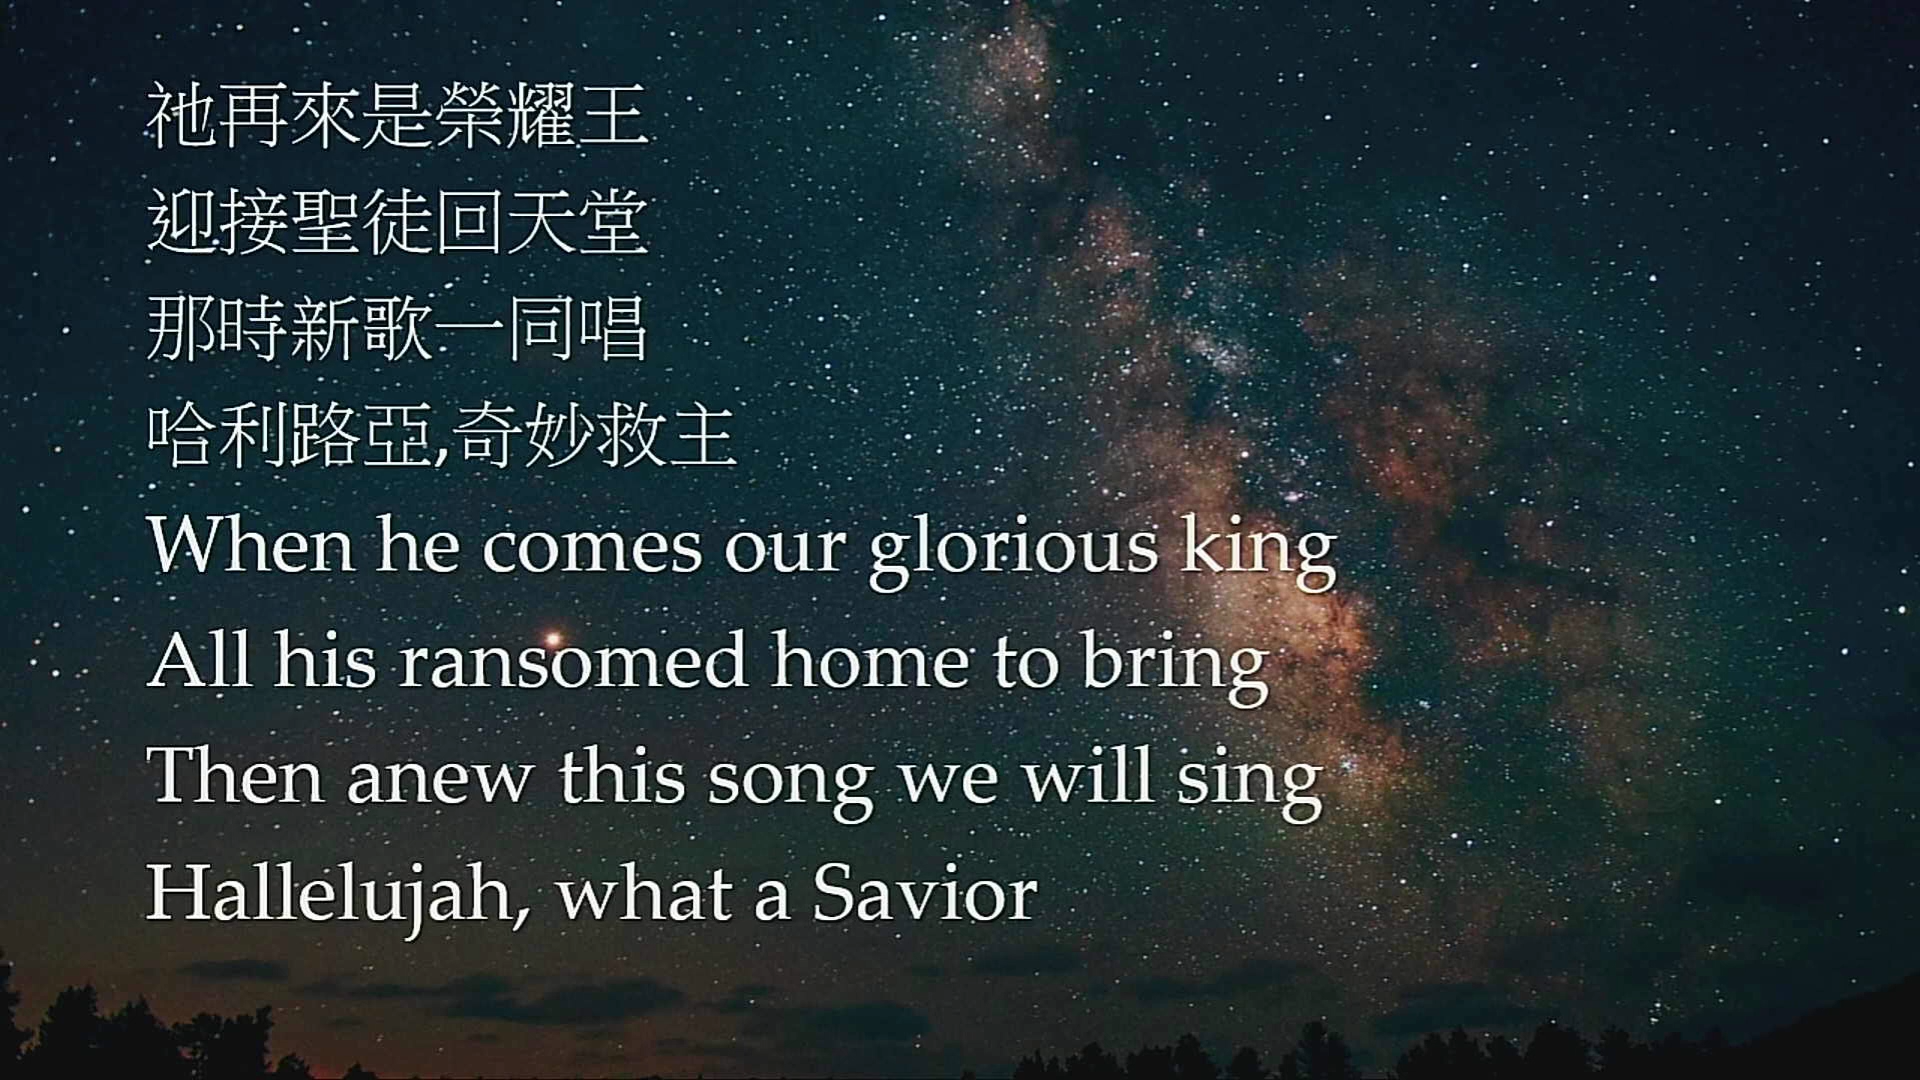 祂再來是榮耀王
迎接聖徒回天堂
那時新歌一同唱
哈利路亞,奇妙救主
When he comes our glorious king
All his ransomed home to bring
Then anew this song we will sing
Hallelujah, what a Savior